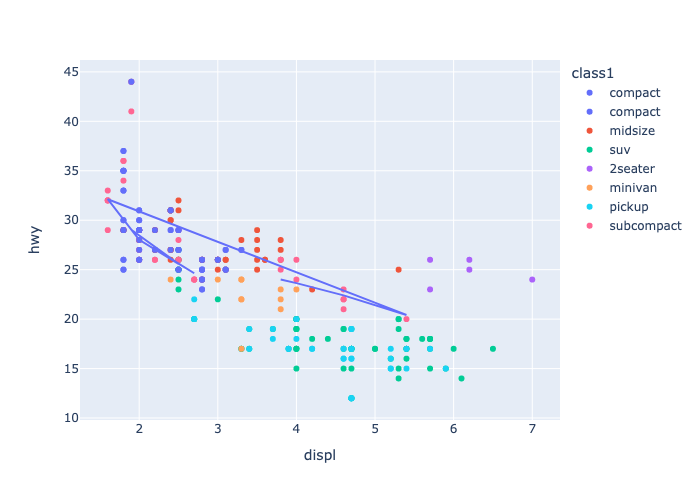 class1
compact
compact
midsize
suv
2seater
minivan
pickup
subcompact
hwy
45
40
35
30
25
20
15
10
2 3 4 5 6 7
displ